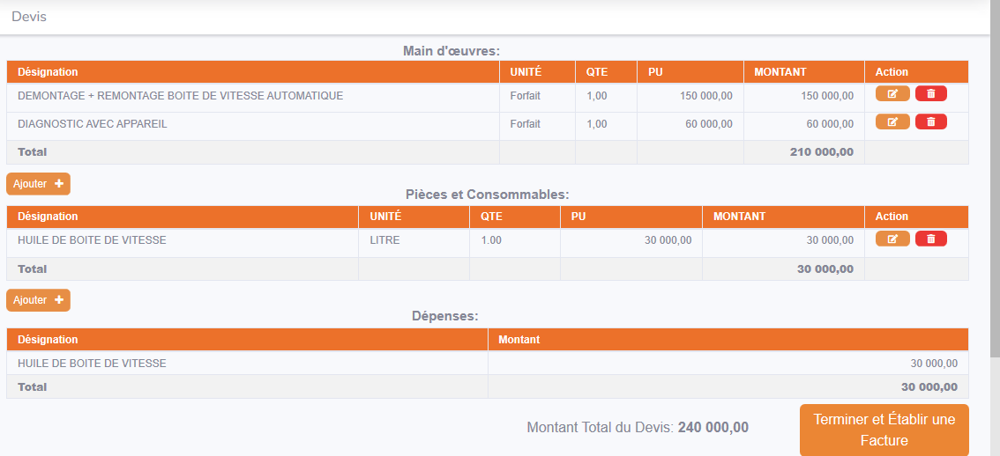 Devis
Main d'œuvres:
Désignation UNITÉ QTE PU MONTANT Action
DEMONTAGE + REMONTAGE BOITE DE VITESSE AUTOMATIQUE Forfait 1,00 150 000,00 150 000,00
DIAGNOSTIC AVEC APPAREIL Forfait 1,00 60 000,00 60 000,00
Total 210 000,00
Ajouter +
Pièces et Consommables:
Désignation UNITÉ QTE PU MONTANT Action
HUILE DE BOITE DE VITESSE LITRE 1.00 30 000,00 30 000,00
Total 30 000,00
Ajouter +
Dépenses:
Désignation Montant
HUILE DE BOITE DE VITESSE 30 000,00
Total 30 000,00
Montant Total du Devis: 240 000,00
Terminer et Établir une
Facture